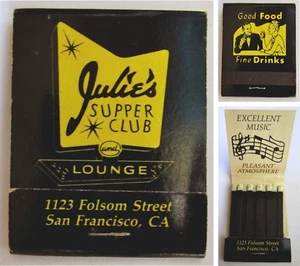 Julie's
SUPPER
CLUB
and
LOUNGE
1123 Folsom Street
San Francisco, CA
Good Food
Fine Drinks
EXCELLENT
MUSIC
PLEASANT
ATMOSPHERE
1123 Folsom Street
San Francisco, CA